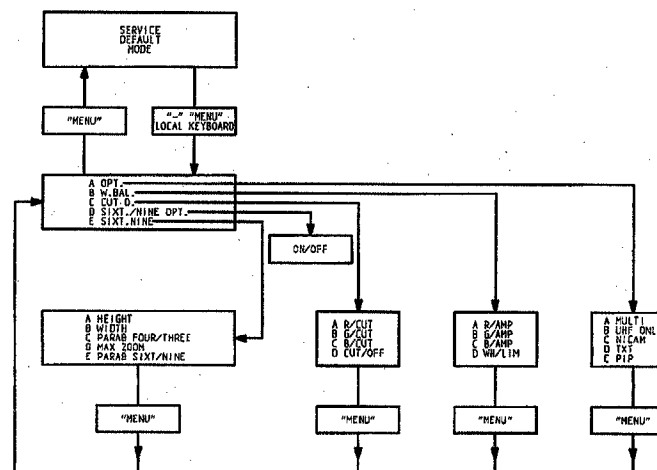 SERVICE
DEFAULT
MODE
"MENU"
"-" "MENU"
LOCAL KEYBOARD
A OPT.
B W.BAL.
C CUT D.
D SIXT./NINE OPT.
E SIXT.NINE
ON/OFF
A HEIGHT
B WIDTH
C PARAB FOUR/THREE
D MAX ZOOM
E PARAB SIXT/NINE
A R/CUT
B G/CUT
C B/CUT
D CUT/OFF
A R/AMP
B G/AMP
C B/AMP
D WH/LIM
A MULTI
B UHF ONL
C NICAM
D TXT
C PIP
"MENU"
"MENU"
"MENU"
"MENU"